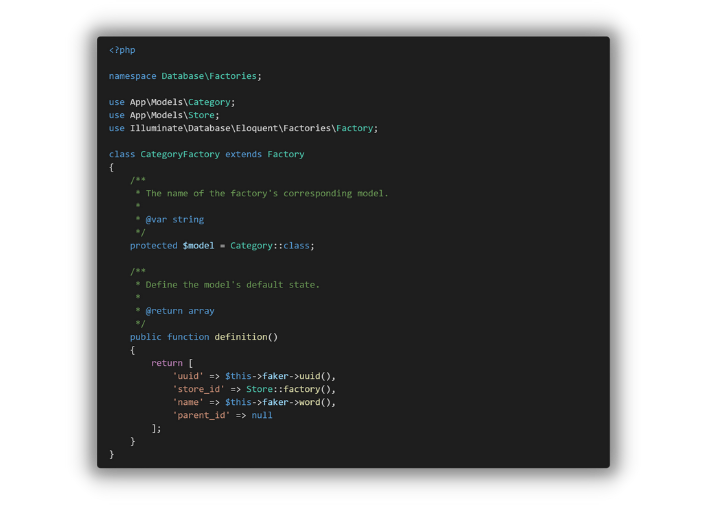 <?php
namespace Database\Factories;
use App\Models\Category;
use App\Models\Store;
use Illuminate\Database\Eloquent\Factories\Factory;
class CategoryFactory extends Factory
{
    /**
     * The name of the factory's corresponding model.
     *
     * @var string
     */
    protected $model = Category::class;
    /**
     * Define the model's default state.
     *
     * @return array
     */
    public function definition()
    {
        return [
            'uuid' => $this->faker->uuid(),
            'store_id' => Store::factory(),
            'name' => $this->faker->word(),
            'parent_id' => null
        ];
    }
}